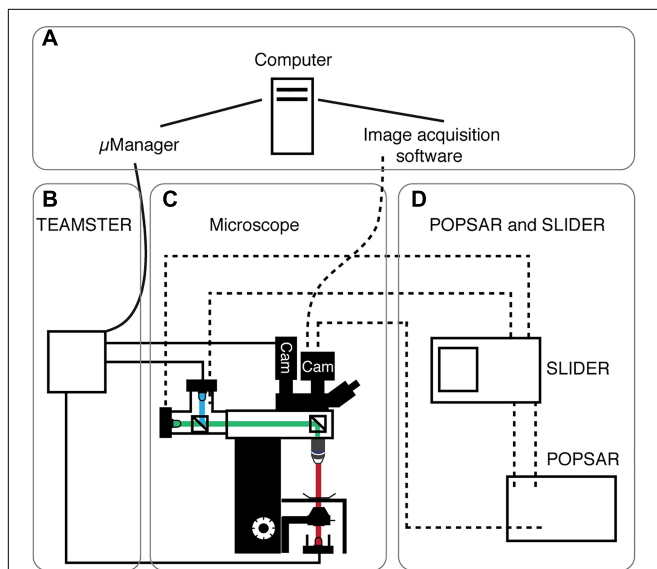 A
Computer
µManager
Image acquisition
software
B
TEAMSTER
C
Microscope
D
POPSAR and SLIDER
Cam
Cam
SLIDER
POPSAR